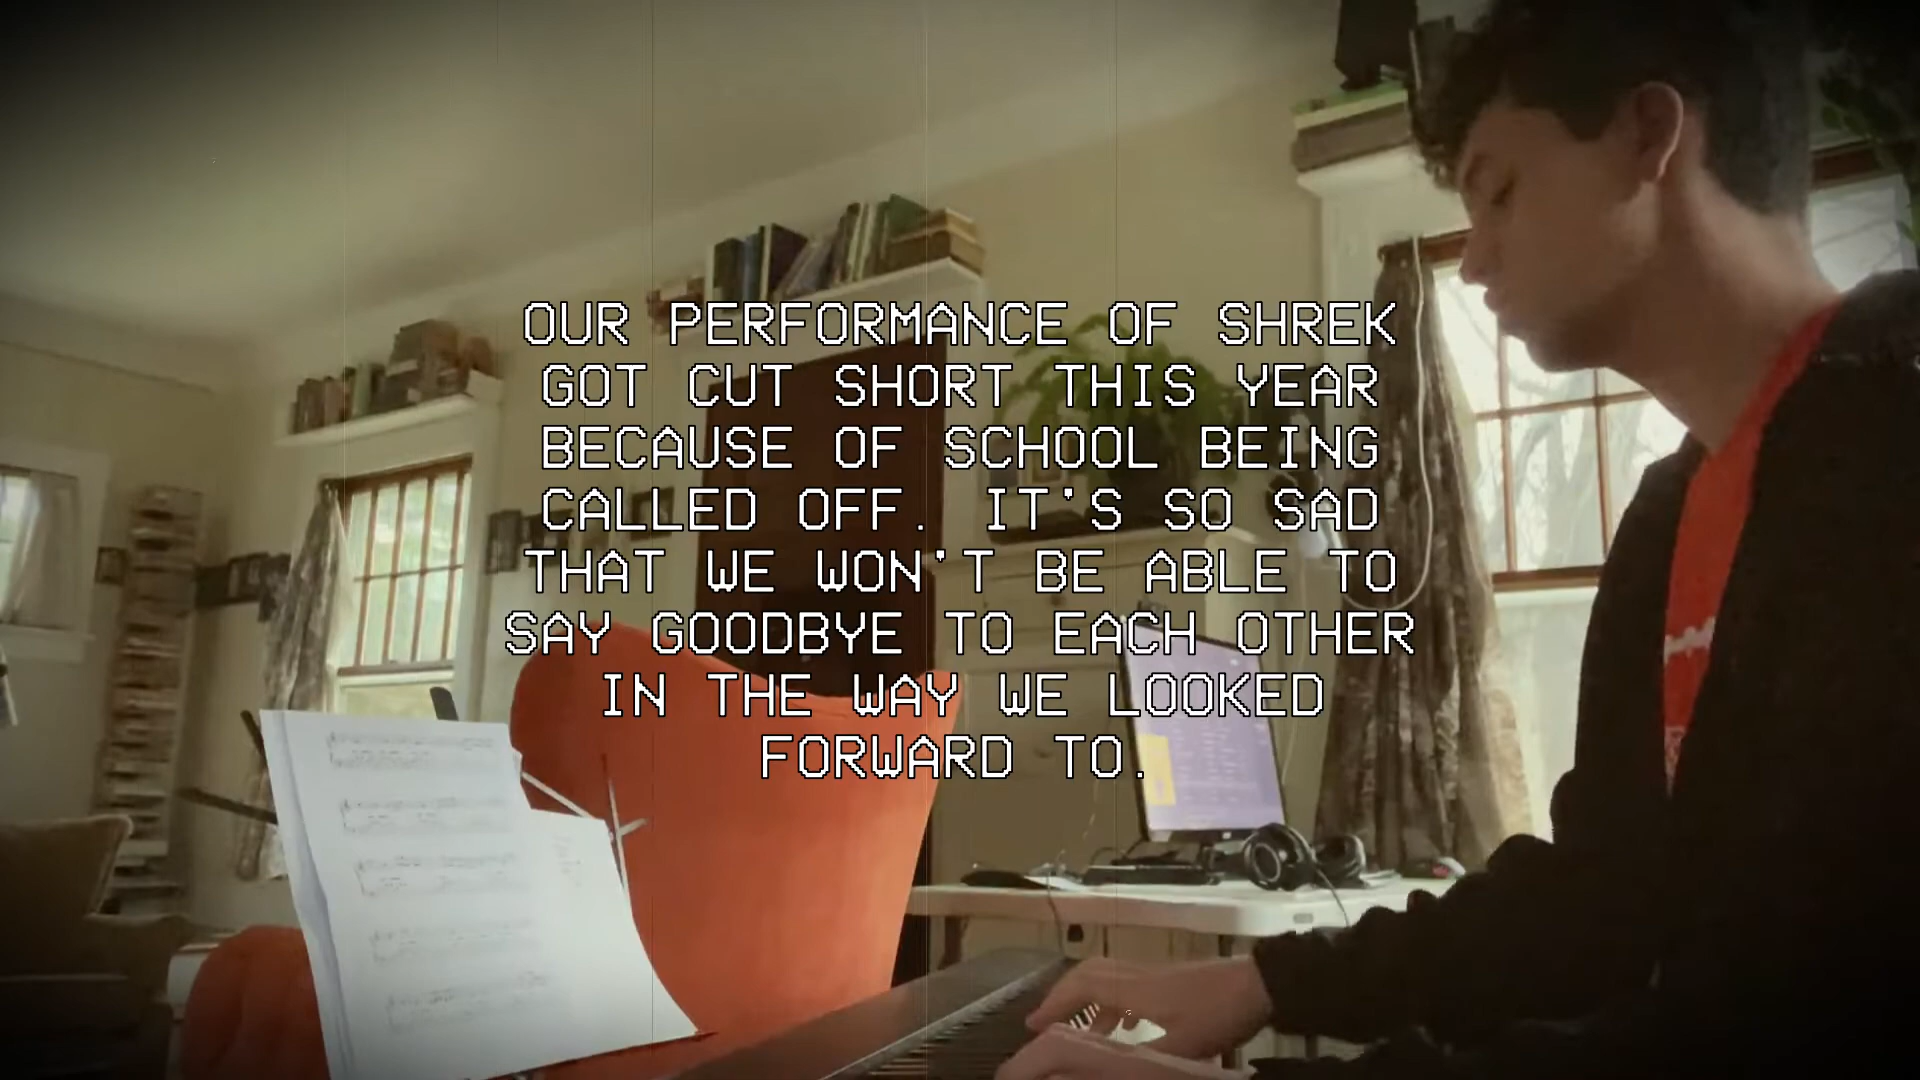 OUR PERFORMANCE OF SHREK
GOT CUT SHORT THIS YEAR
BECAUSE OF SCHOOL BEING
CALLED OFF. IT'S SO SAD
THAT WE WON'T BE ABLE TO
SAY GOODBYE TO EACH OTHER
IN THE WAY WE LOOKED
FORWARD TO.